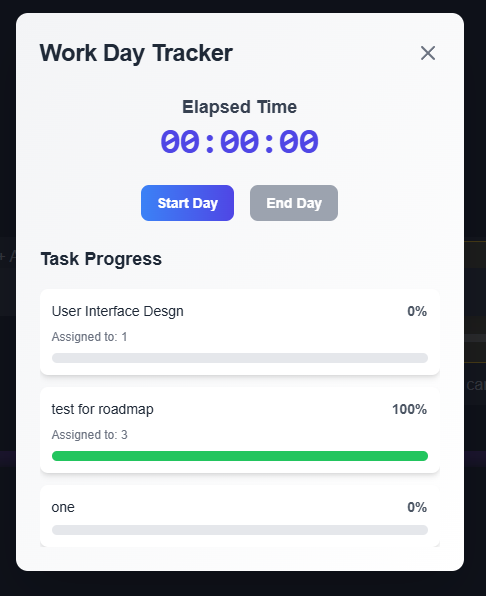 Work Day Tracker
Elapsed Time
00:00:00
Start Day End Day
Task Progress
User Interface Desgn 0%
Assigned to: 1
test for roadmap 100%
Assigned to: 3
one 0%
+ A
car